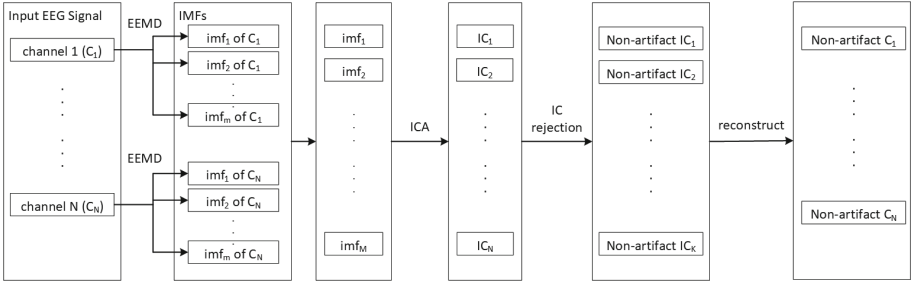 Input EEG Signal
channel 1 (C1)
channel N (CN)
EEMD
EEMD
IMFs
imf1 of C1
imf2 of C1
imfm of C1
imf1 of CN
imf2 of CN
imfm of CN
imf1
imf2
imfM
ICA
IC1
IC2
ICN
IC
rejection
Non-artifact IC1
Non-artifact IC2
Non-artifact ICK
reconstruct
Non-artifact C1
Non-artifact CN